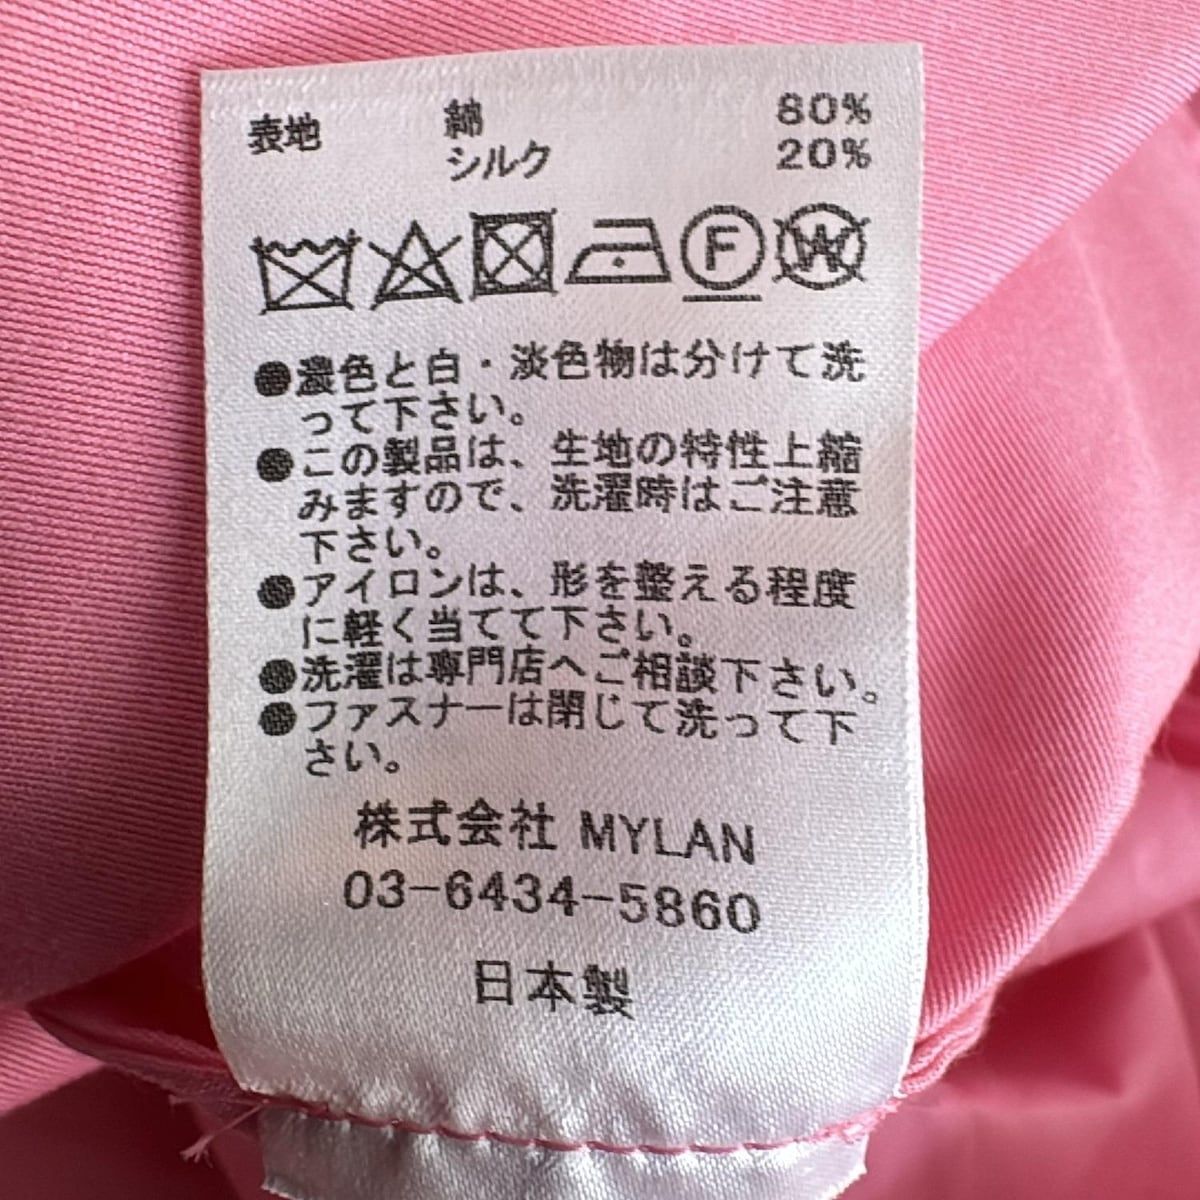 表地 綿 80%
シルク 20%
F W
●濃色と白・淡色物は分けて洗
って下さい。
●この製品は、生地の特性上縮
みますので、洗濯時はご注意
下さい。
●アイロンは、形を整える程度
に軽く当てて下さい。
●洗濯は専門店へご相談下さい。
●ファスナーは閉じて洗って下
さい。
株式会社 MYLAN
03-6434-5860
日本製